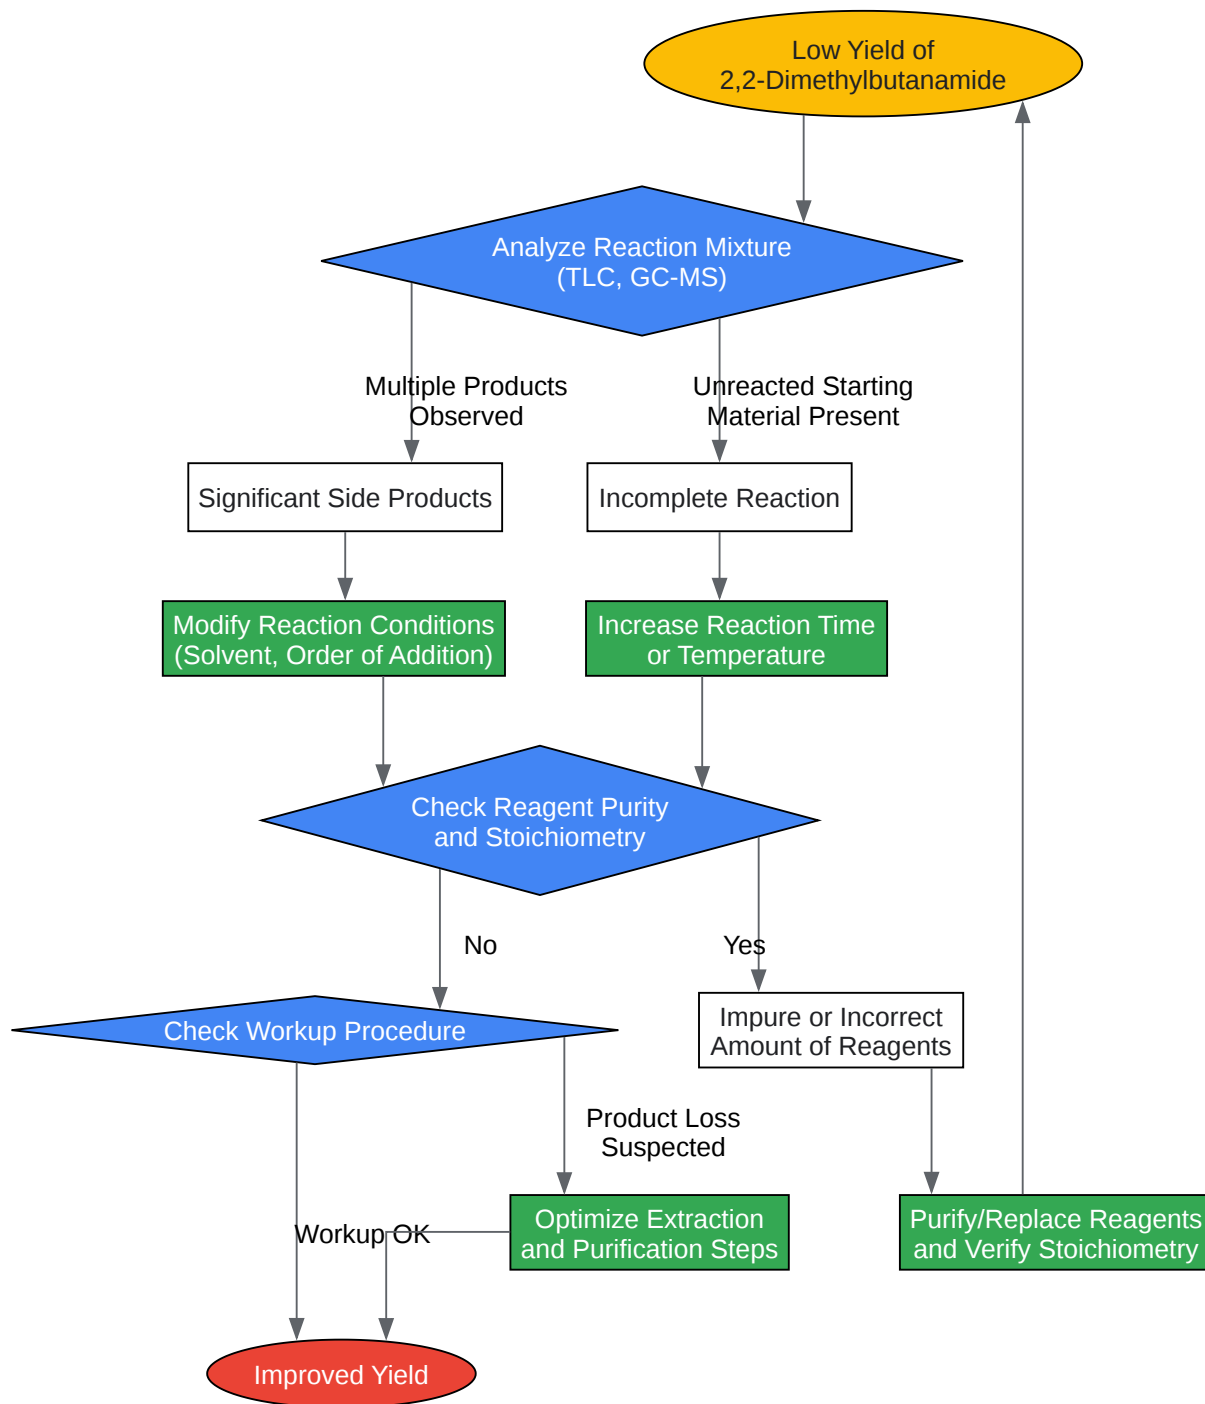 Low Yield of
2,2-Dimethylbutanamide
Analyze Reaction Mixture
(TLC, GC-MS)
Multiple Products
Observed
Unreacted Starting
Material Present
Significant Side Products
Incomplete Reaction
Modify Reaction Conditions
(Solvent, Order of Addition)
Increase Reaction Time
or Temperature
Check Reagent Purity
and Stoichiometry
No
Yes
Check Workup Procedure
Impure or Incorrect
Amount of Reagents
Product Loss
Suspected
Workup OK
Optimize Extraction
and Purification Steps
Purify/Replace Reagents
and Verify Stoichiometry
Improved Yield